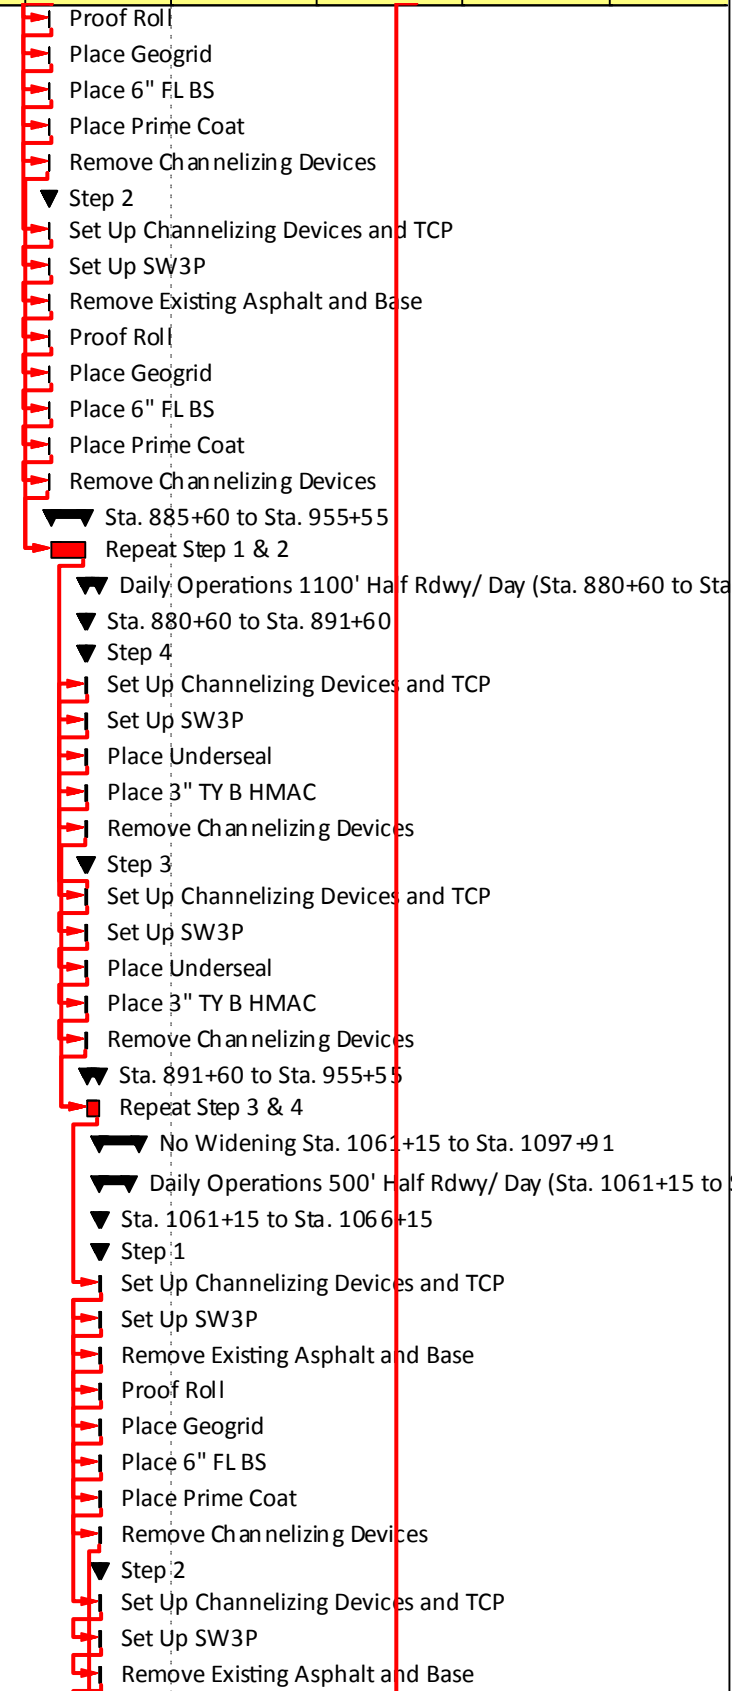 Proof Roll
Place Geogrid
Place 6" FL BS
Place Prime Coat
Remove Channelizing Devices
Step 2
Set Up Channelizing Devices and TCP
Set Up SW3P
Remove Existing Asphalt and Base
Proof Roll
Place Geogrid
Place 6" FL BS
Place Prime Coat
Remove Channelizing Devices
Sta. 885+60 to Sta. 955+55
Repeat Step 1 & 2
Daily Operations 1100' Half Rdwy/ Day (Sta. 880+60 to Sta
Sta. 880+60 to Sta. 891+60
Step 4
Set Up Channelizing Devices and TCP
Set Up SW3P
Place Underseal
Place 3" TY B HMAC
Remove Channelizing Devices
Step 3
Set Up Channelizing Devices and TCP
Set Up SW3P
Place Underseal
Place 3" TY B HMAC
Remove Channelizing Devices
Sta. 891+60 to Sta. 955+55
Repeat Step 3 & 4
No Widening Sta. 1061+15 to Sta. 1097+91
Daily Operations 500' Half Rdwy/ Day (Sta. 1061+15 to
Sta. 1061+15 to Sta. 1066+15
Step 1
Set Up Channelizing Devices and TCP
Set Up SW3P
Remove Existing Asphalt and Base
Proof Roll
Place Geogrid
Place 6" FL BS
Place Prime Coat
Remove Channelizing Devices
Step 2
Set Up Channelizing Devices and TCP
Set Up SW3P
Remove Existing Asphalt and Base